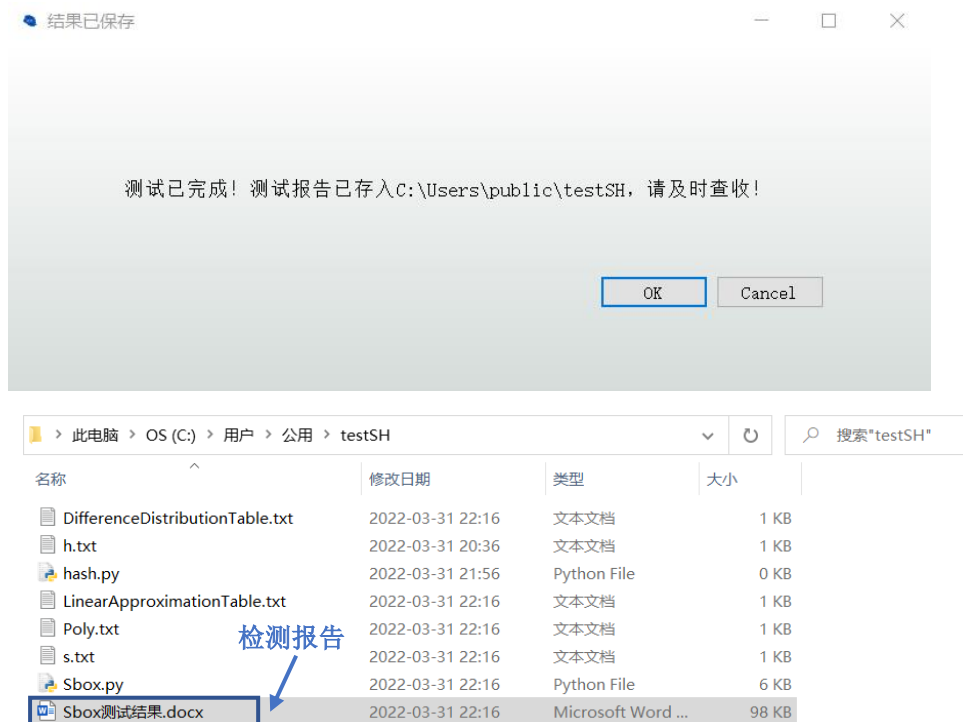 结果已保存
测试已完成！测试报告已存入C:\Users\public\testSH，请及时查收！
OK Cancel
此电脑 > OS (C:) > 用户 > 公用 > testSH 搜索"testSH"
名称 修改日期 类型 大小
DifferenceDistributionTable.txt 2022-03-31 22:16 文本文档 1 KB
h.txt 2022-03-31 20:36 文本文档 1 KB
hash.py 2022-03-31 21:56 Python File 0 KB
LinearApproximationTable.txt 2022-03-31 22:16 文本文档 1 KB
Poly.txt 2022-03-31 22:16 文本文档 1 KB
检测报告
s.txt 2022-03-31 22:16 文本文档 1 KB
Sbox.py 2022-03-31 22:16 Python File 6 KB
Sbox测试结果.docx 2022-03-31 22:16 Microsoft Word ... 98 KB